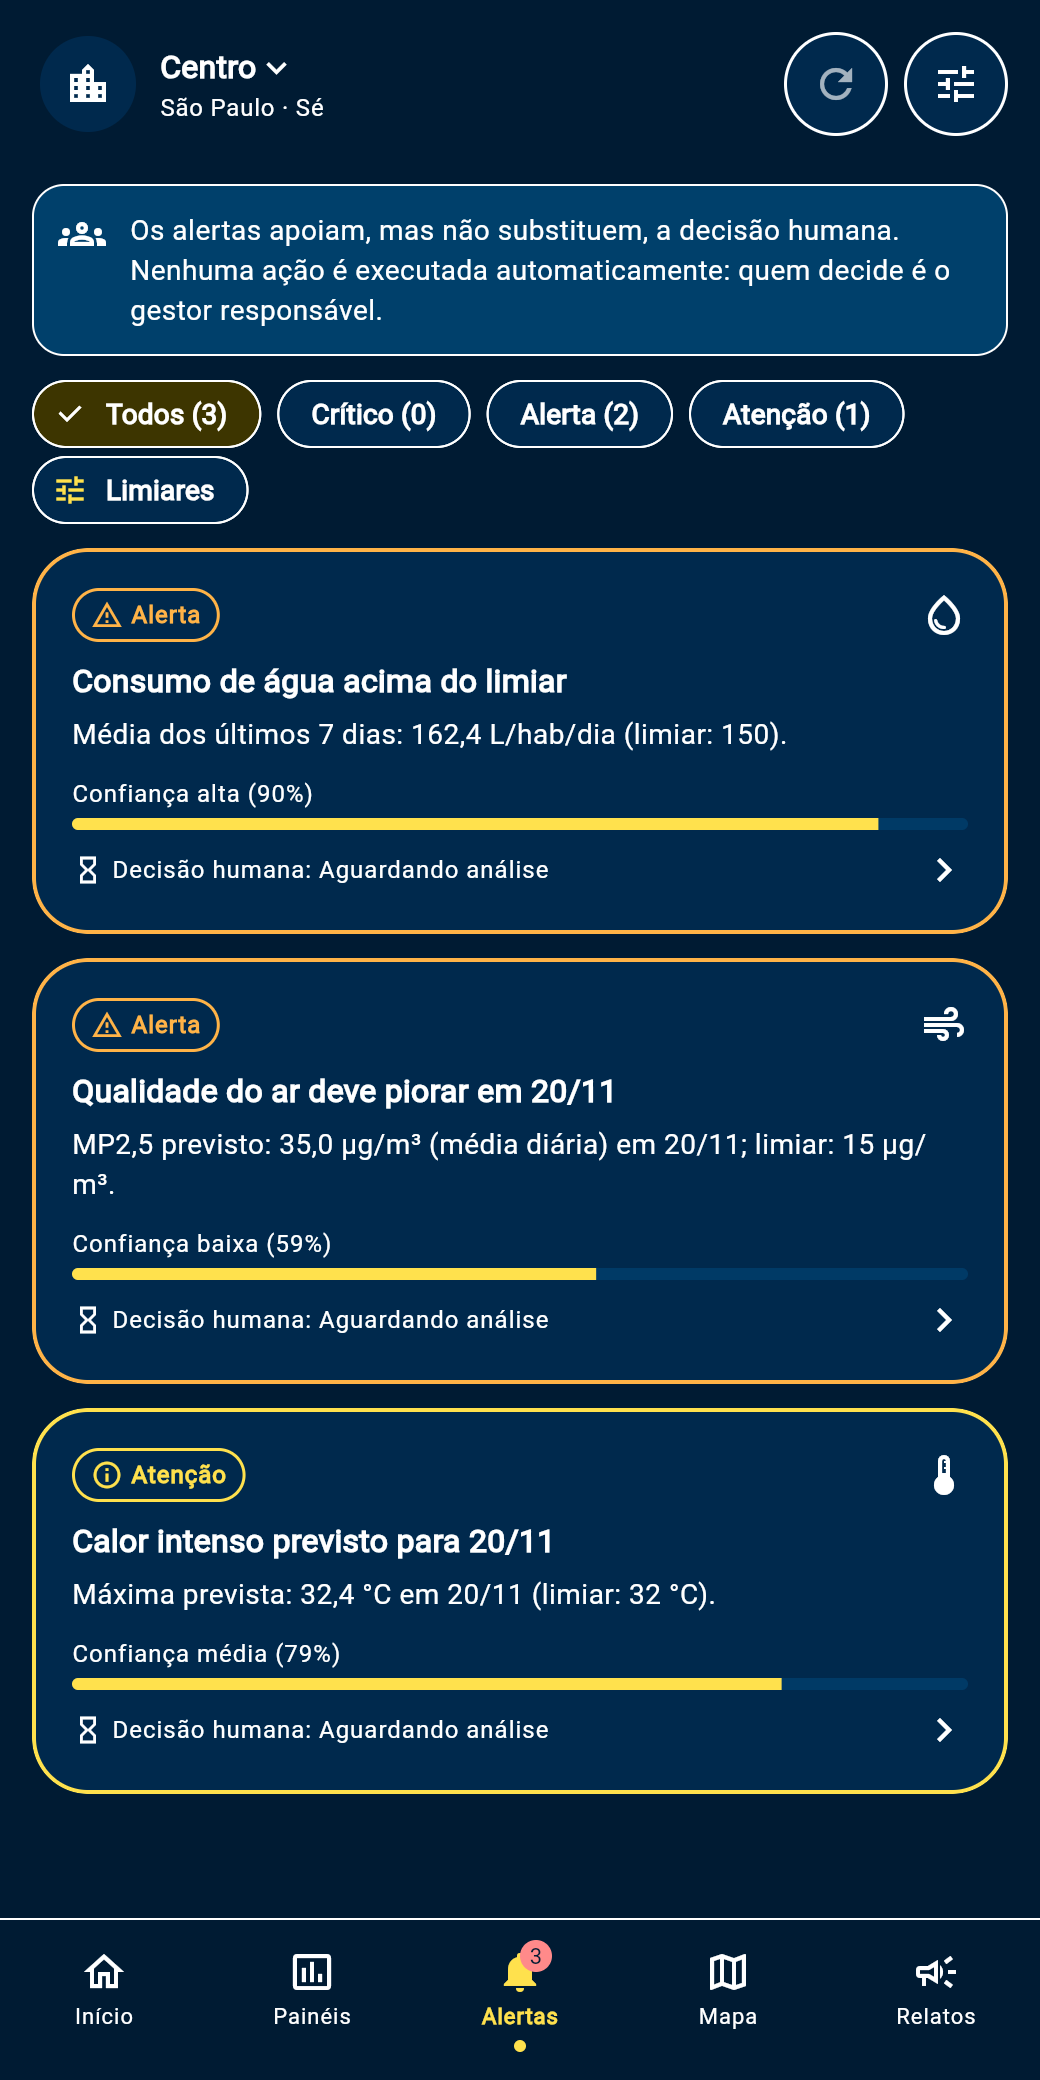 Centro
São Paulo · Sé
Os alertas apoiam, mas não substituem, a decisão humana.
Nenhuma ação é executada automaticamente: quem decide é o
gestor responsável.
Todos (3)
Crítico (0)
Alerta (2)
Atenção (1)
Limiares
Alerta
Consumo de água acima do limiar
Média dos últimos 7 dias: 162,4 L/hab/dia (limiar: 150).
Confiança alta (90%)
Decisão humana: Aguardando análise
Alerta
Qualidade do ar deve piorar em 20/11
MP2,5 previsto: 35,0 µg/m³ (média diária) em 20/11; limiar: 15 µg/
m³.
Confiança baixa (59%)
Decisão humana: Aguardando análise
Atenção
Calor intenso previsto para 20/11
Máxima prevista: 32,4 °C em 20/11 (limiar: 32 °C).
Confiança média (79%)
Decisão humana: Aguardando análise
3
Início
Painéis
Alertas
Mapa
Relatos